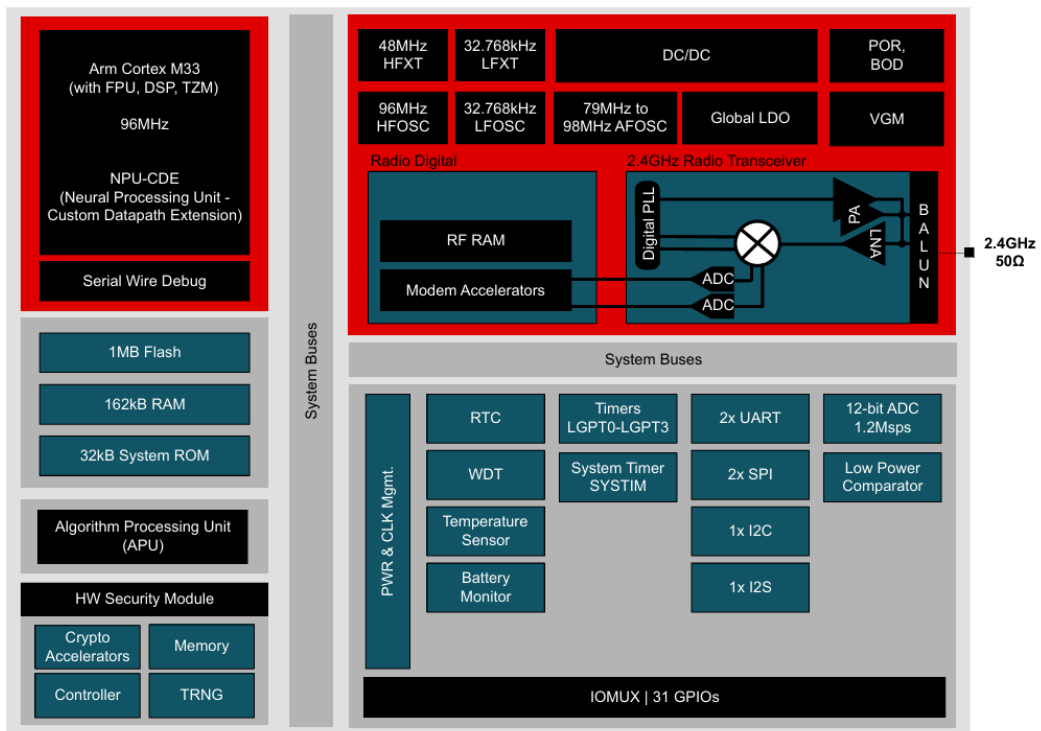 Arm Cortex M33
(with FPU, DSP, TZM)
96MHz
NPU-CDE
(Neural Processing Unit -
Custom Datapath Extension)
Serial Wire Debug
1MB Flash
162kB RAM
32kB System ROM
Algorithm Processing Unit
(APU)
HW Security Module
Crypto
Accelerators
Memory
Controller
TRNG
System Buses
48MHz
HFXT
32.768kHz
LFXT
DC/DC
POR,
BOD
96MHz
HFOSC
32.768kHz
LFOSC
79MHz to
98MHz AFOSC
Global LDO
VGM
Radio Digital
RF RAM
Modem Accelerators
2.4GHz Radio Transceiver
Digital PLL
PA
LNA
ADC
ADC
BALUN
2.4GHz
50Ω
System Buses
PWR & CLK Mgmt.
RTC
WDT
Temperature
Sensor
Battery
Monitor
Timers
LGPT0-LGPT3
System Timer
SYSTIM
2x UART
2x SPI
1x I2C
1x I2S
12-bit ADC
1.2Msps
Low Power
Comparator
IOMUX | 31 GPIOs